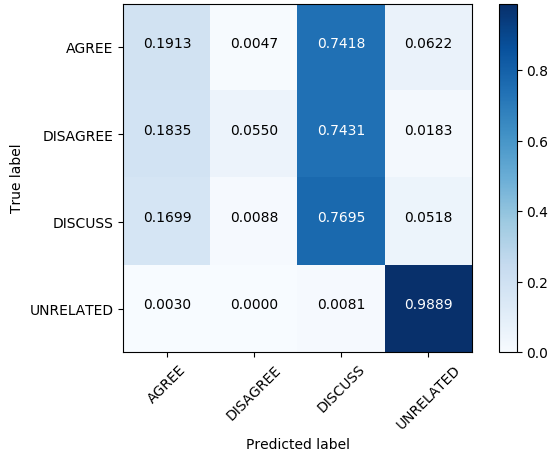 AGREE 0.1913 0.0047 0.7418 0.0622
DISAGREE 0.1835 0.0550 0.7431 0.0183
DISCUSS 0.1699 0.0088 0.7695 0.0518
UNRELATED 0.0030 0.0000 0.0081 0.9889
AGREE DISAGREE DISCUSS UNRELATED
True label
Predicted label
0.8
0.6
0.4
0.2
0.0